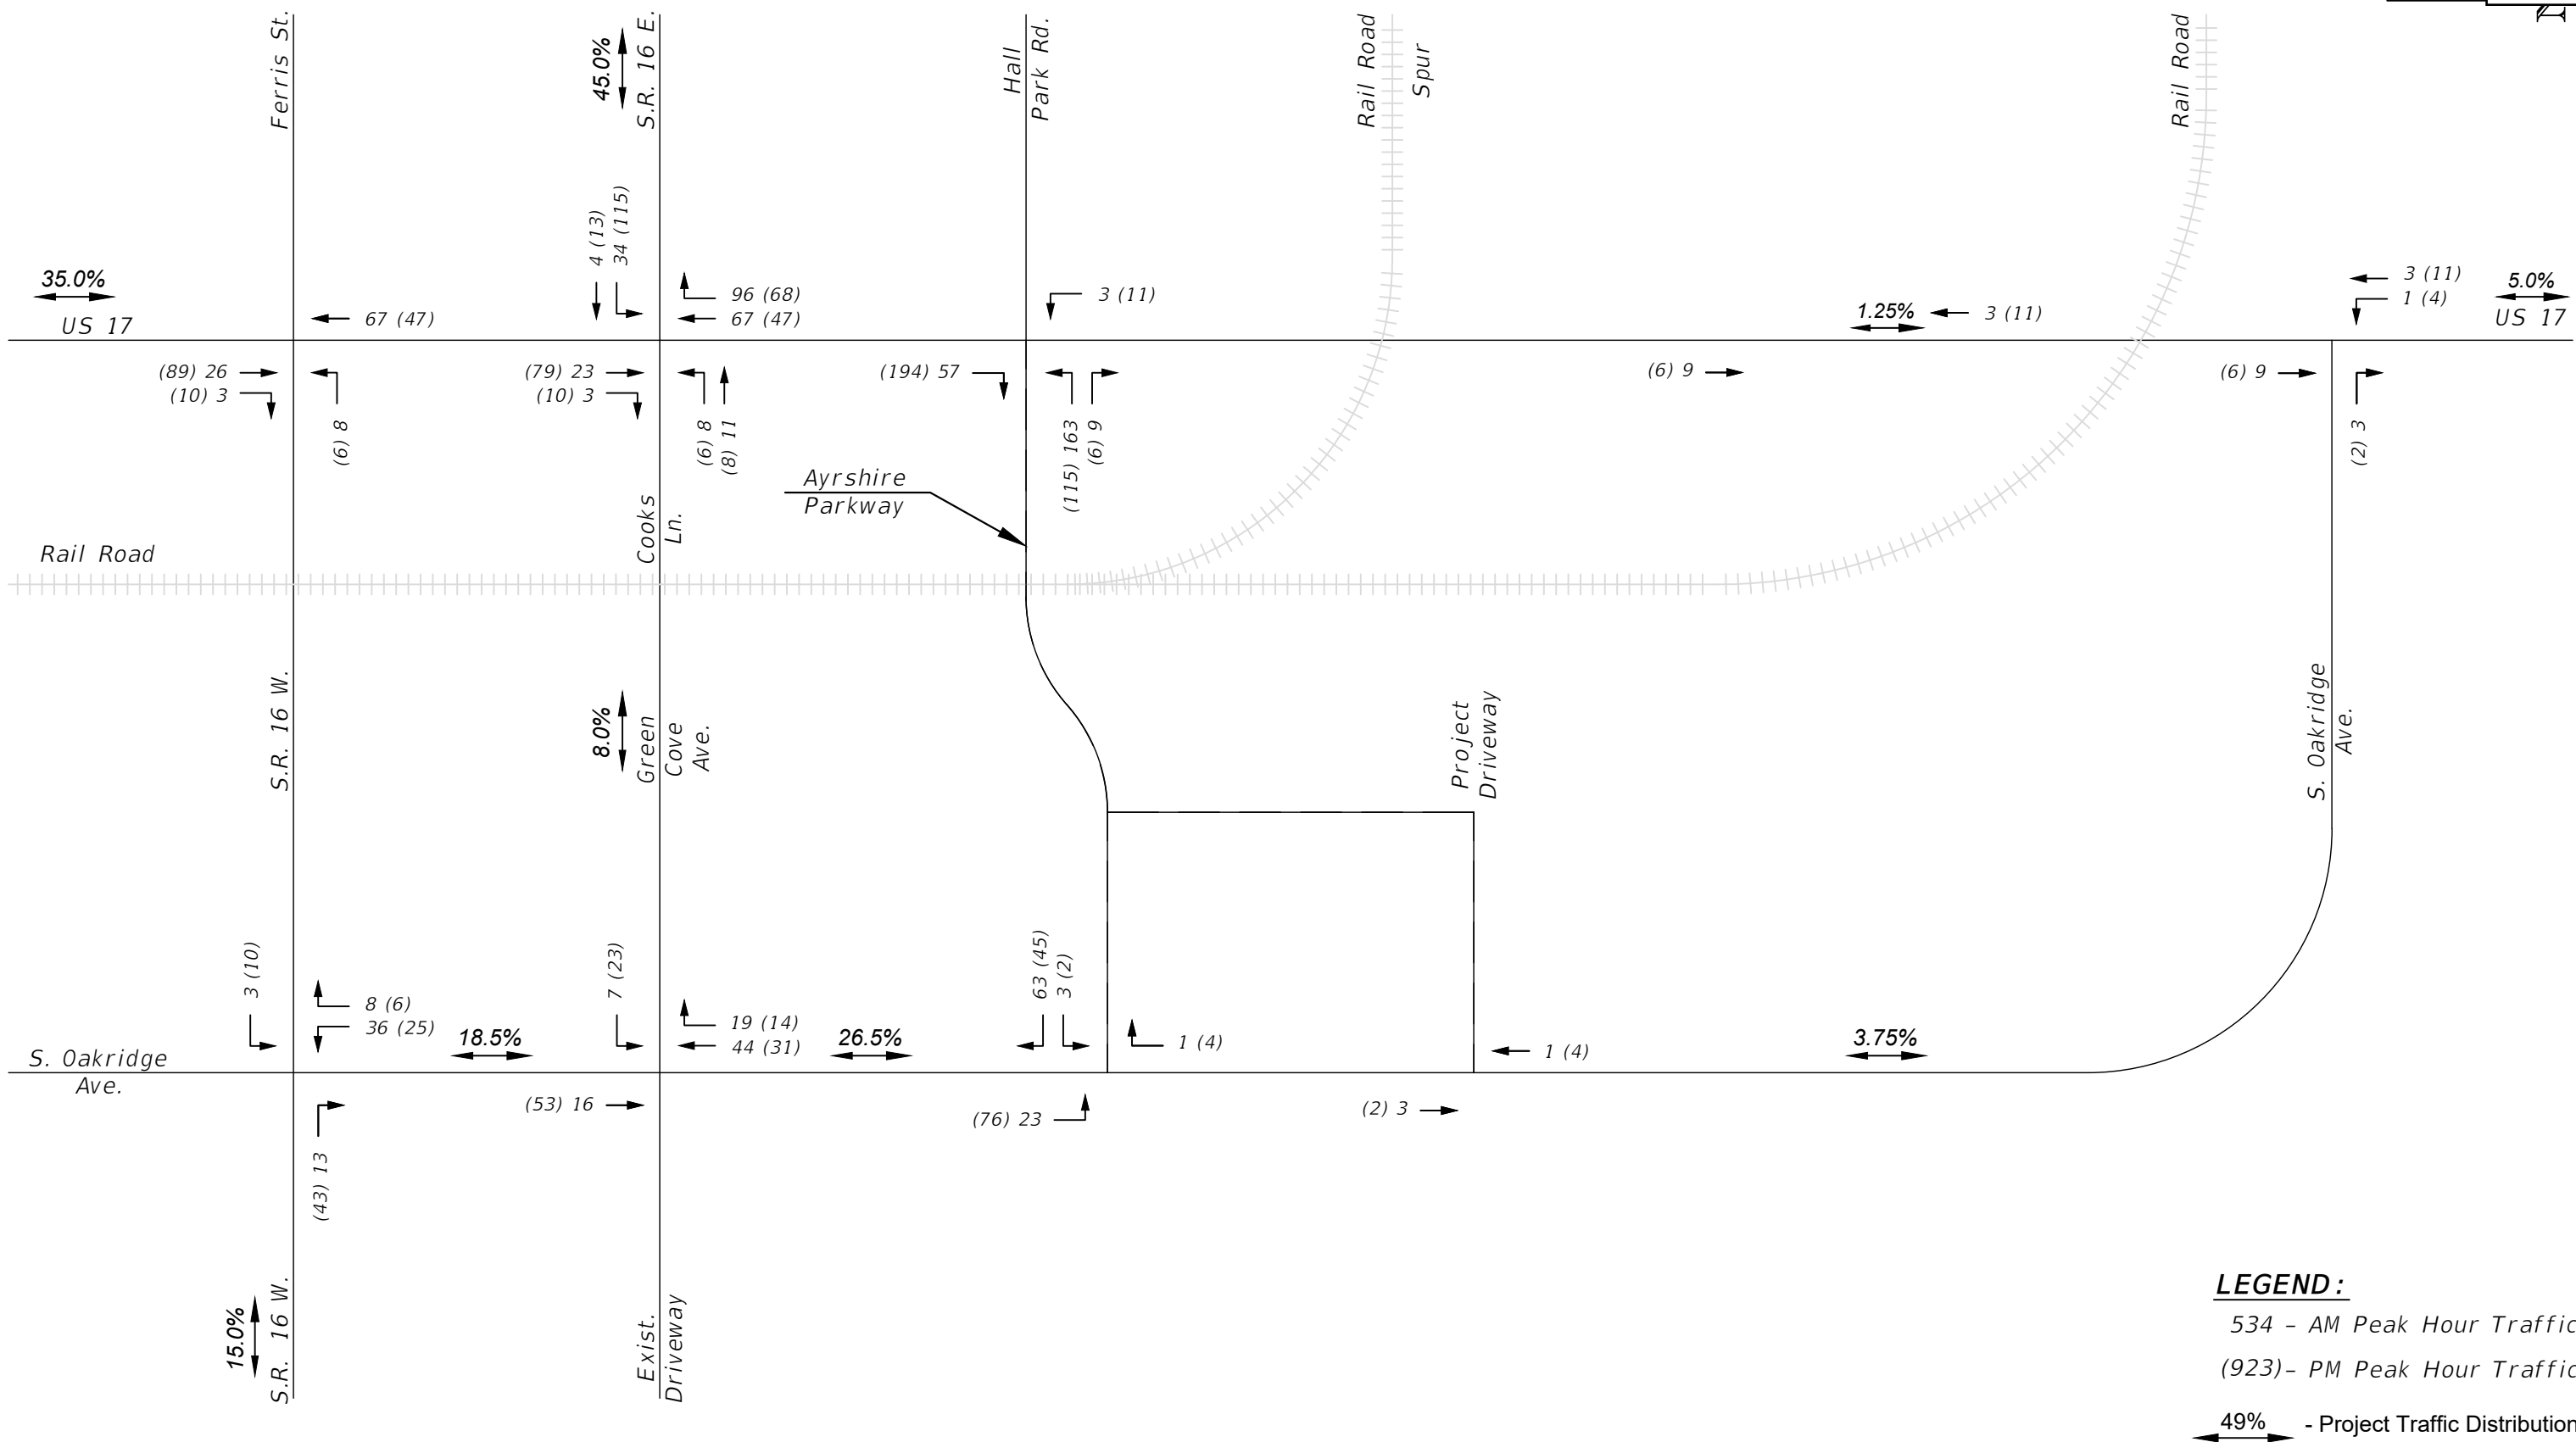 Ferris St.
45.0%
S.R. 16 E.
Hall
Park Rd.
Rail Road
Spur
Rail Road
4 (13)
34 (115)
35.0%
US 17
67 (47)
96 (68)
67 (47)
3 (11)
1.25%
3 (11)
3 (11)
1 (4)
5.0%
US 17
(89) 26
(10) 3
(6) 8
(79) 23
(10) 3
(6) 8
(8) 11
(194) 57
(115) 163
(6) 9
(6) 9
(6) 9
(2) 3
Ayrshire
Parkway
Cooks
Ln.
Rail Road
S.R. 16 W.
8.0%
Green
Cove
Ave.
Project
Driveway
S. Oakridge
Ave.
3 (10)
8 (6)
36 (25)
18.5%
7 (23)
19 (14)
44 (31)
26.5%
63 (45)
3 (2)
1 (4)
1 (4)
3.75%
S. Oakridge
Ave.
(43) 13
(53) 16
(76) 23
(2) 3
15.0%
S.R. 16 W.
Exist.
Driveway
LEGEND:
534 – AM Peak Hour Traffic
(923) – PM Peak Hour Traffic
49% - Project Traffic Distribution